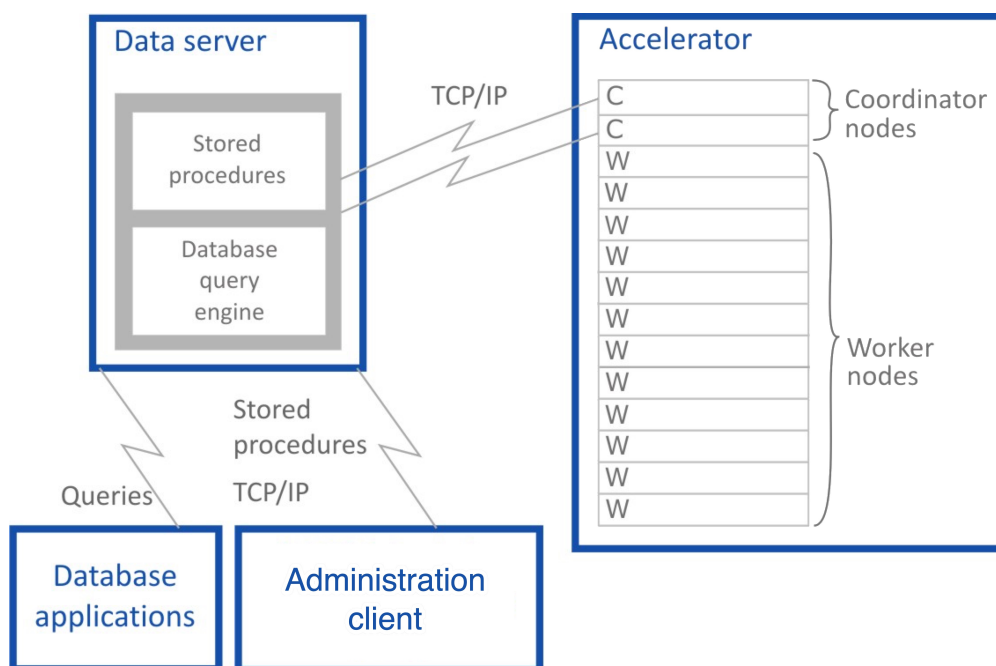 Data server
Stored
procedures
Database
query
engine
TCP/IP
Accelerator
C
C
W
W
W
W
W
W
W
W
W
W
W
W
Coordinator
nodes
Worker
nodes
Queries
Stored
procedures
TCP/IP
Database
applications
Administration
client